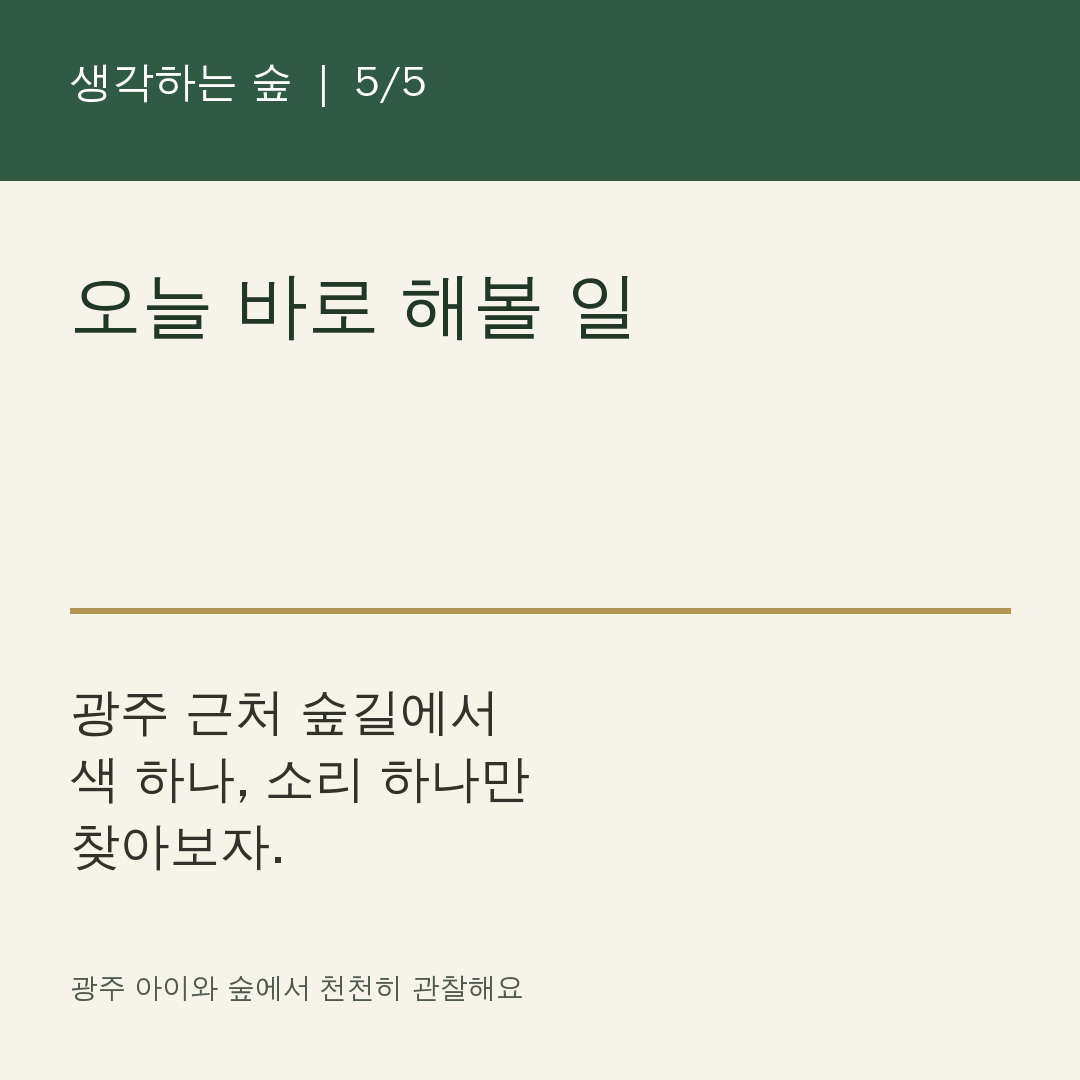 생각하는 숲 | 5/5
오늘 바로 해볼 일
광주 근처 숲길에서
색 하나, 소리 하나만
찾아보자.
광주 아이와 숲에서 천천히 관찰해요